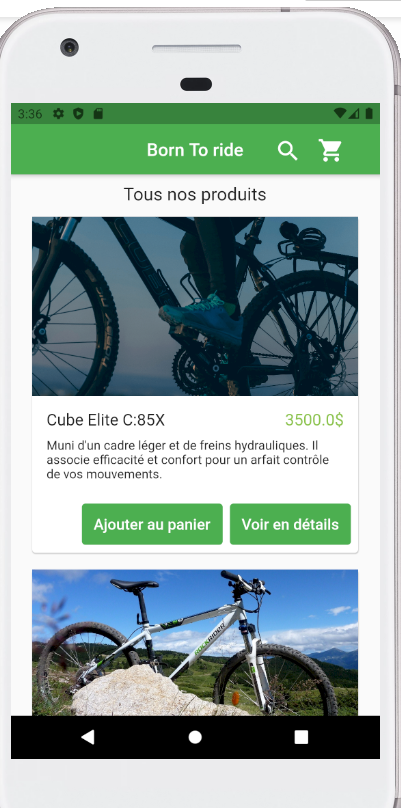 3:36
Born To ride
Tous nos produits
Cube Elite C:85X
3500.0$
Muni d'un cadre léger et de freins hydrauliques. Il
associe efficacité et confort pour un arfait contrôle
de vos mouvements.
Ajouter au panier
Voir en détails
ROCKRIDER